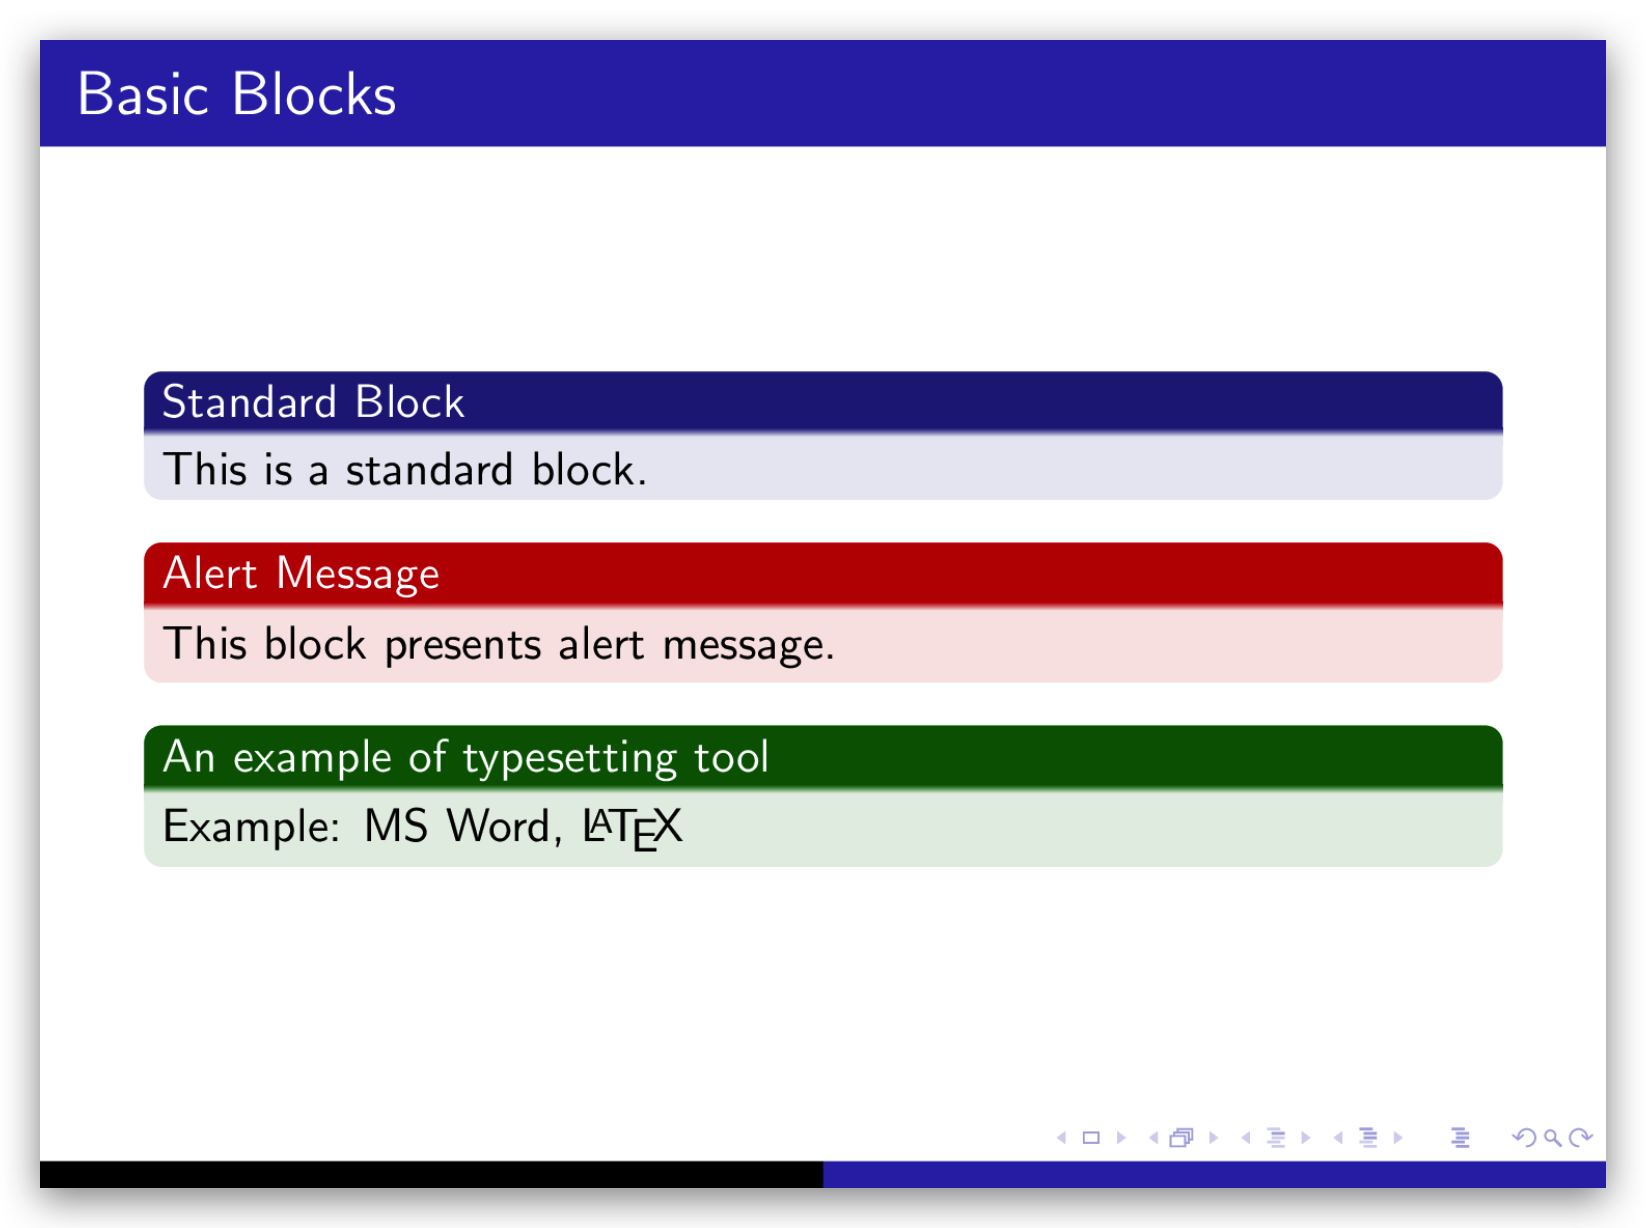 Basic Blocks
Standard Block
This is a standard block.
Alert Message
This block presents alert message.
An example of typesetting tool
Example: MS Word, LATEX